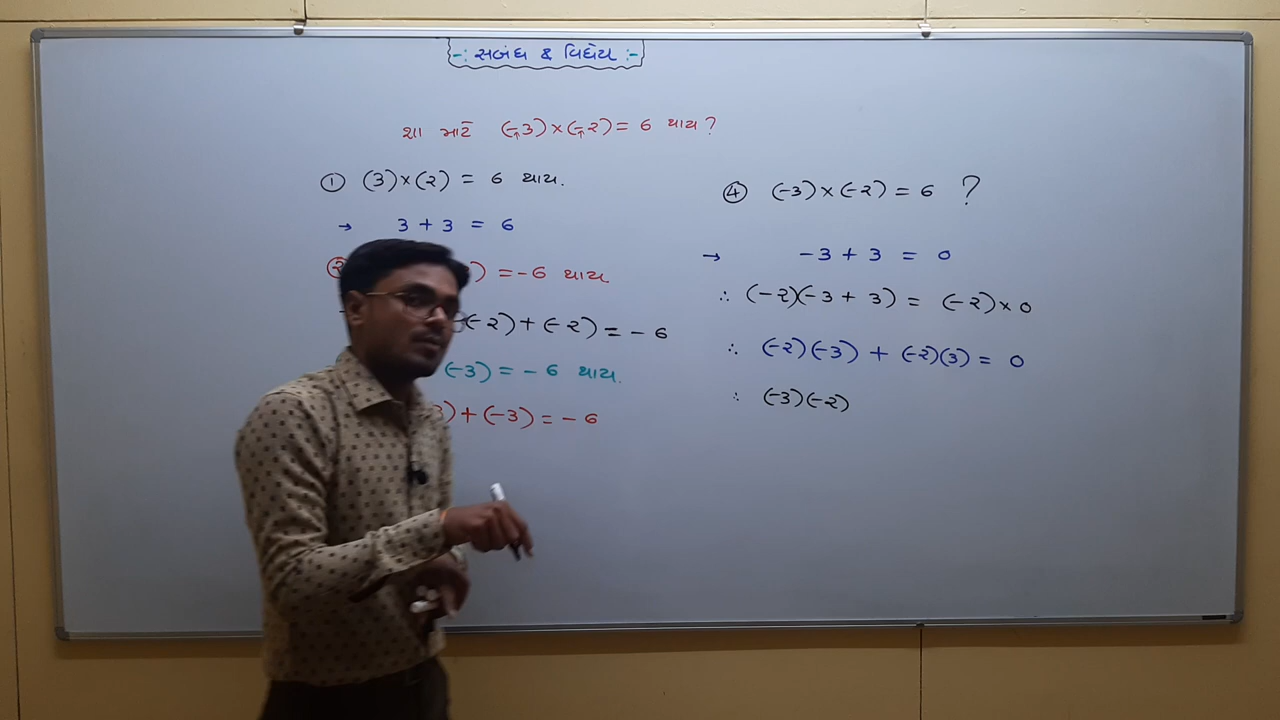 -: સબંધ & વિધેય :-
શા માટે (-3)×(-2) = 6 થાય ?
① (3)×(2) = 6 થાય.
→ 3 + 3 = 6
② ) = -6 થાય.
(-2)+(-2) = -6
(-3) = -6 થાય.
3)+(-3) = -6
④ (-3)×(-2) = 6 ?
→ -3 + 3 = 0
∴ (-2)(-3 + 3) = (-2)×0
∴ (-2)(-3) + (-2)(3) = 0
∴ (-3)(-2)